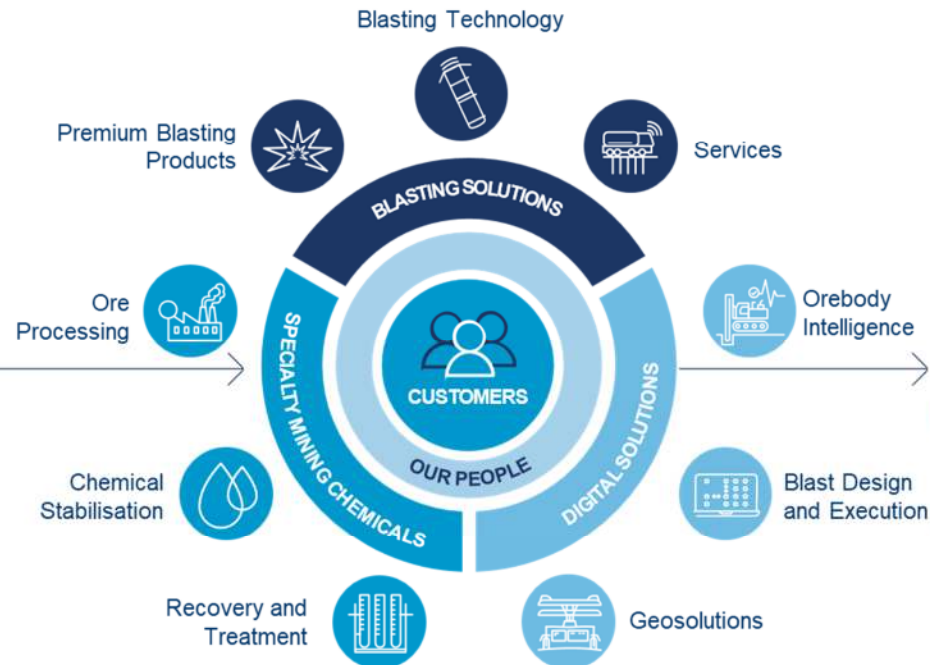 Blasting Technology
Premium Blasting
Products
Services
BLASTING SOLUTIONS
Ore
Processing
Orebody
Intelligence
SPECIALTY MINING CHEMICALS
CUSTOMERS
OUR PEOPLE
DIGITAL SOLUTIONS
Chemical
Stabilisation
Blast Design
and Execution
Recovery and
Treatment
Geosolutions